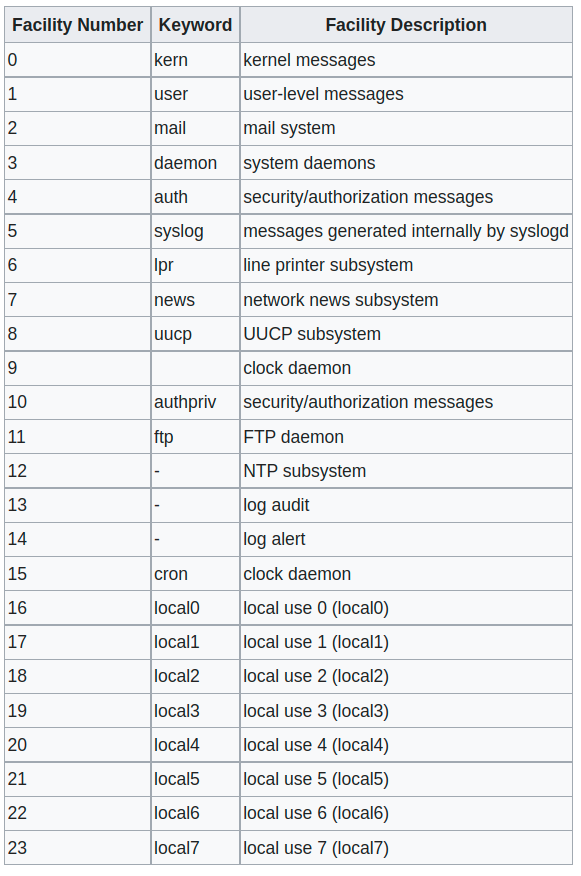 Facility Number Keyword Facility Description
0 kern kernel messages
1 user user-level messages
2 mail mail system
3 daemon system daemons
4 auth security/authorization messages
5 syslog messages generated internally by syslogd
6 lpr line printer subsystem
7 news network news subsystem
8 uucp UUCP subsystem
9 clock daemon
10 authpriv security/authorization messages
11 ftp FTP daemon
12 - NTP subsystem
13 - log audit
14 - log alert
15 cron clock daemon
16 local0 local use 0 (local0)
17 local1 local use 1 (local1)
18 local2 local use 2 (local2)
19 local3 local use 3 (local3)
20 local4 local use 4 (local4)
21 local5 local use 5 (local5)
22 local6 local use 6 (local6)
23 local7 local use 7 (local7)